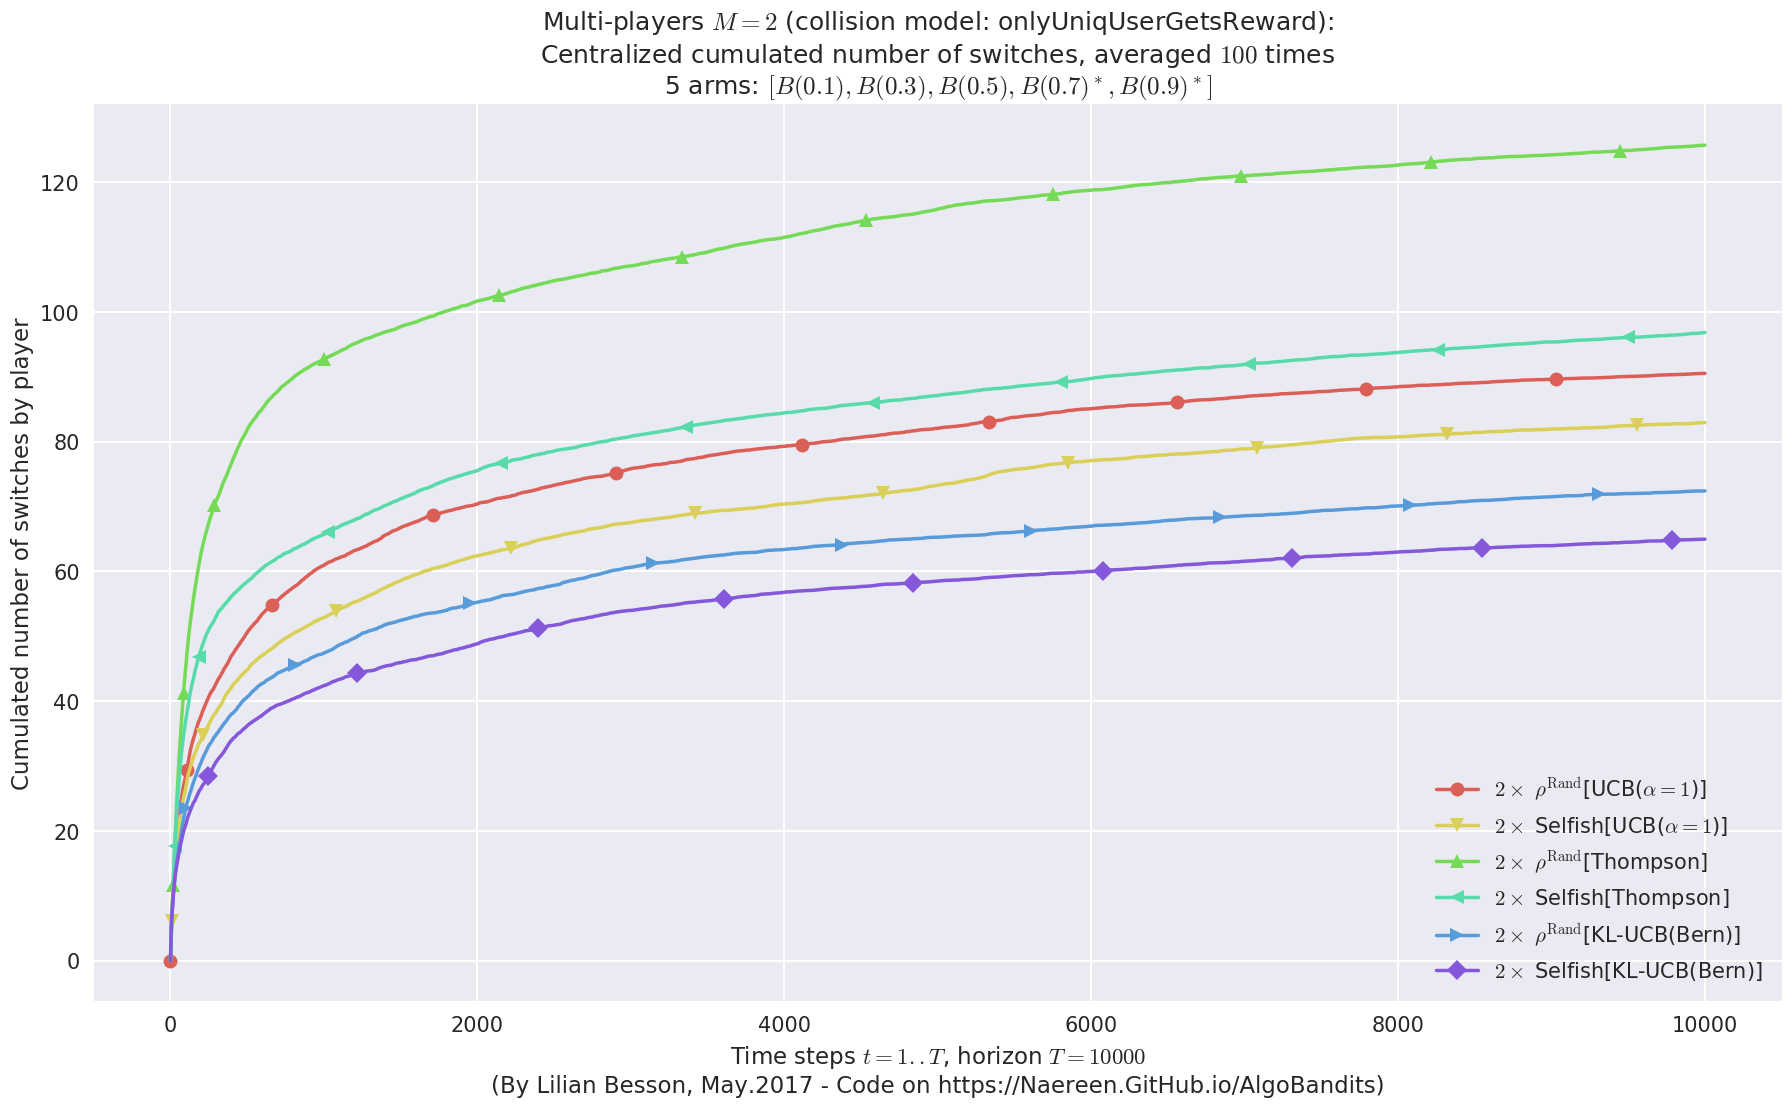 Multi-players M = 2 (collision model: onlyUniqUserGetsReward):
Centralized cumulated number of switches, averaged 100 times
5 arms: [B(0.1), B(0.3), B(0.5), B(0.7)*, B(0.9)*]
Cumulated number of switches by player
120
100
80
60
40
20
0
2× ρ^Rand[UCB(α = 1)]
2× Selfish[UCB(α = 1)]
2× ρ^Rand[Thompson]
2× Selfish[Thompson]
2× ρ^Rand[KL-UCB(Bern)]
2× Selfish[KL-UCB(Bern)]
0 2000 4000 6000 8000 10000
Time steps t = 1..T, horizon T = 10000
(By Lilian Besson, May.2017 - Code on https://Naereen.GitHub.io/AlgoBandits)